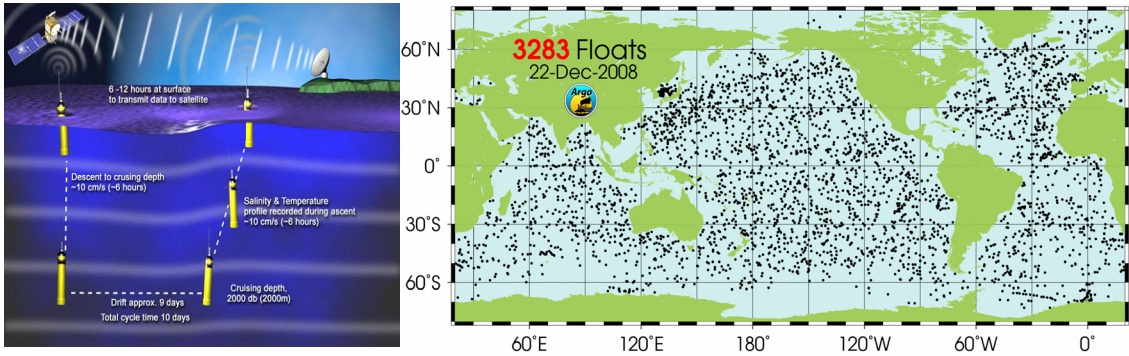 6 -12 hours at surface
to transmit data to satellite
Descent to crusing depth
~10 cm/s (~6 hours)
Salinity & Temperature
profile recorded during ascent
~10 cm/s (~6 hours)
Cruising depth,
2000 db (2000m)
Drift approx. 9 days
Total cycle time 10 days
3283 Floats
22-Dec-2008
Argo
60˚N
30˚N
0˚
30˚S
60˚S
60˚E
120˚E
180˚
120˚W
60˚W
0˚